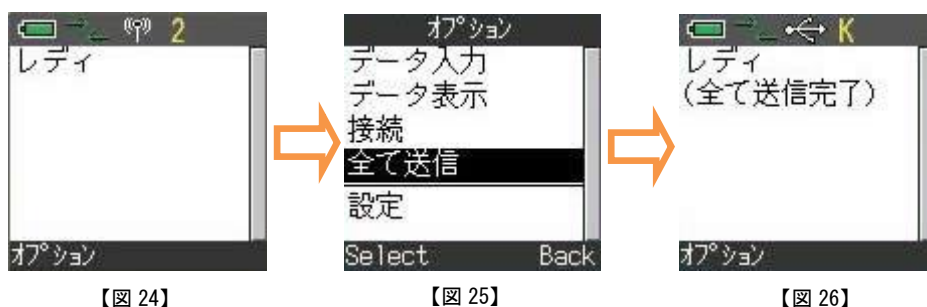 2
レディ
オプション
【図 24】
オプション
データ入力
データ表示
接続
全て送信
設定
Select Back
【図 25】
K
レディ
(全て送信完了)
オプション
【図 26】